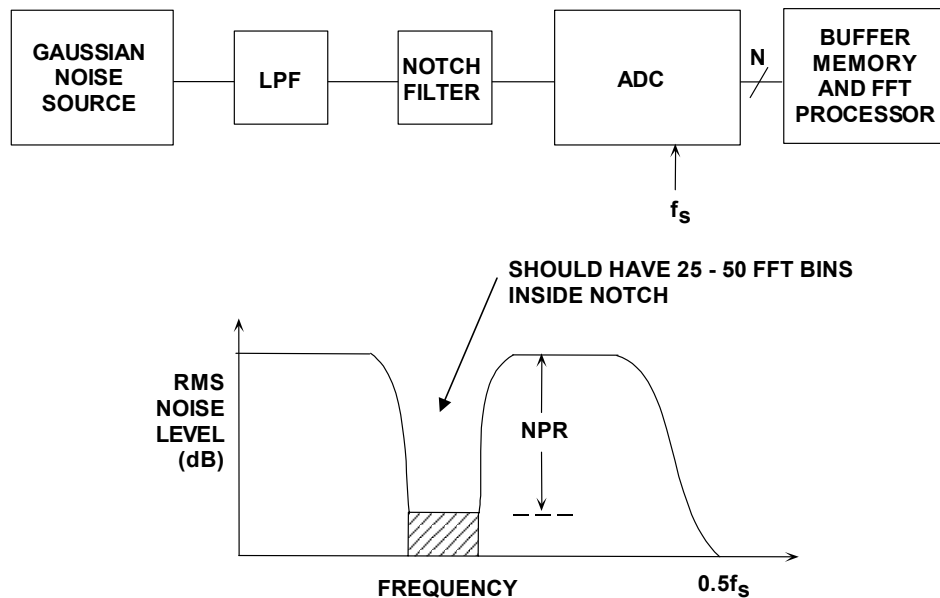 GAUSSIAN
NOISE
SOURCE
LPF
NOTCH
FILTER
ADC
N
BUFFER
MEMORY
AND FFT
PROCESSOR
fs
SHOULD HAVE 25 - 50 FFT BINS
INSIDE NOTCH
RMS
NOISE
LEVEL
(dB)
NPR
FREQUENCY
0.5fs